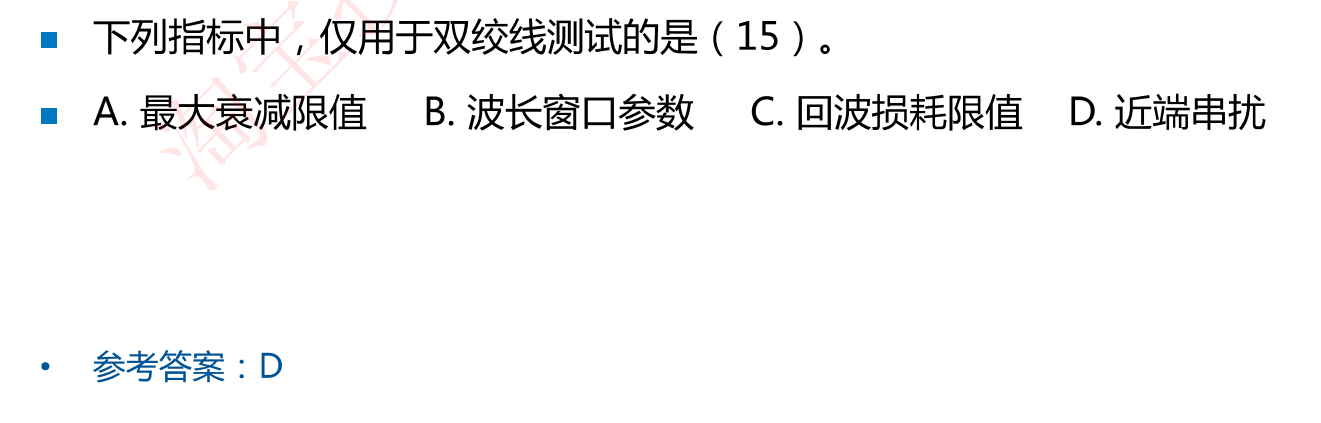 下列指标中，仅用于双绞线测试的是（15）。
A. 最大衰减限值 B. 波长窗口参数 C. 回波损耗限值 D. 近端串扰
参考答案：D
淘宝